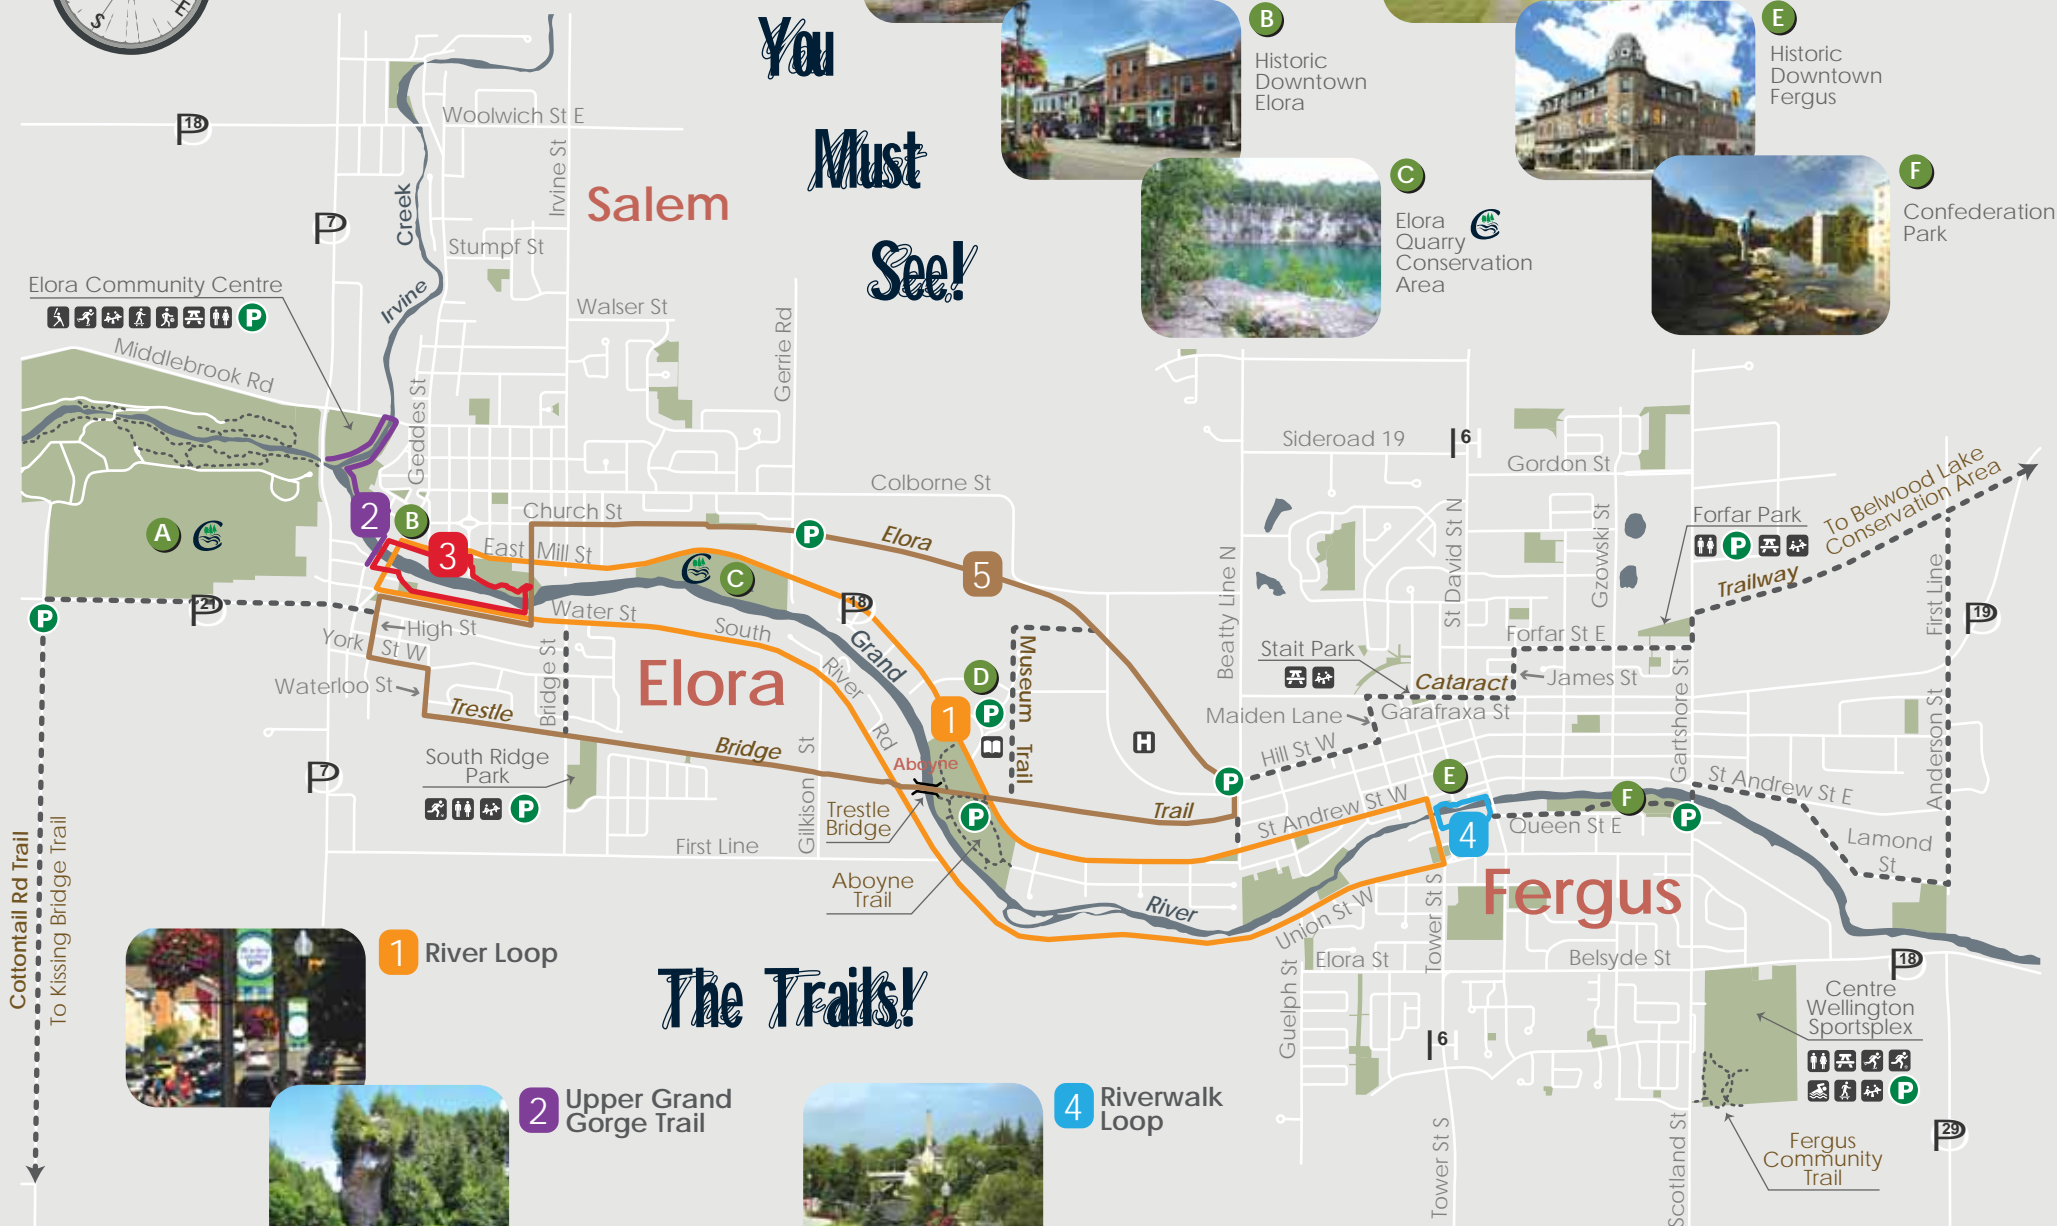 S
E
You
Must
See!
B
Historic
Downtown
Elora
E
Historic
Downtown
Fergus
C
Elora
Quarry
Conservation
Area
F
Confederation
Park
18
Woolwich St E
Irvine St
Salem
7
Creek
Irvine
Stumpf St
Elora Community Centre
P
Walser St
Gerrie Rd
Middlebrook Rd
Geddes St
Sideroad 19
6
Gordon St
Colborne St
Church St
2
B
A
3
East Mill St
P
Elora
5
C
St David St N
Gzowski St
Forfar Park
P
To Belwood Lake
Conservation Area
Trailway
First Line
19
Beatty Line N
P
21
18
Water St
High St
York St W
Waterloo St
Bridge St
South River Rd
Grand
Elora
Museum Trail
D
P
1
Stait Park
Forfar St E
James St
Cataract
Garafraxa St
Maiden Lane
Hill St W
Gartshore St
Anderson St
Trestle Bridge Trail
H
7
South Ridge
Park
P
Gilkison St
Aboyne
Trestle
Bridge
P
P
St Andrew St W
E
4
F
P
Queen St E
St Andrew St E
Lamond
St
First Line
Aboyne
Trail
River
Union St W
Tower St S
Fergus
Cottontail Rd Trail
To Kissing Bridge Trail
1
River Loop
The Trails!
Elora St
Guelph St
Belsyde St
18
Centre
Wellington
Sportsplex
P
6
2
Upper Grand
Gorge Trail
4
Riverwalk
Loop
Tower St S
Scotland St
29
Fergus
Community
Trail